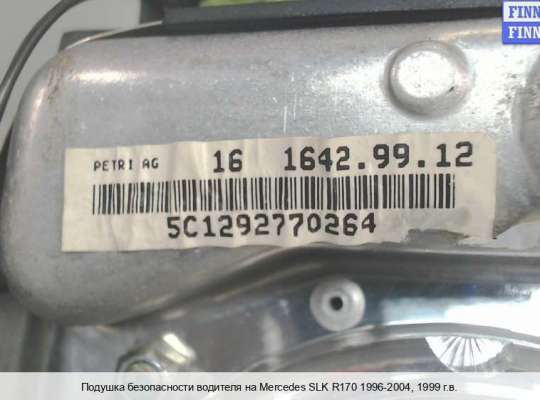 FINN
FINN
PETRI AG 16 1642.99.12
5C1292770264
Подушка безопасности водителя на Mercedes SLK R170 1996-2004, 1999 г.в.